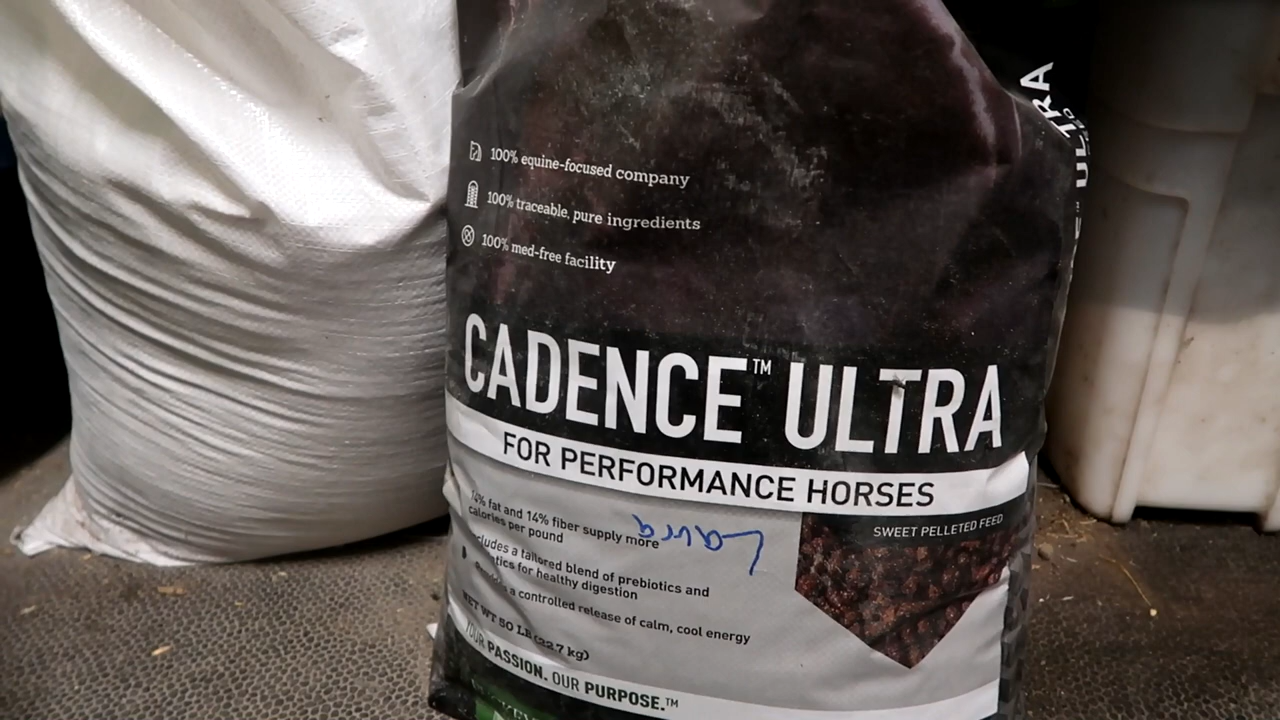 100% equine-focused company
100% traceable, pure ingredients
100% med-free facility
CADENCE™ ULTRA
FOR PERFORMANCE HORSES
14% fat and 14% fiber supply more
calories per pound
Laura
SWEET PELLETED FEED
a tailored blend of prebiotics and
for healthy digestion
a controlled release of calm, cool energy
NET WT 50 LB (22.7 kg)
YOUR PASSION. OUR PURPOSE.™
ULTRA